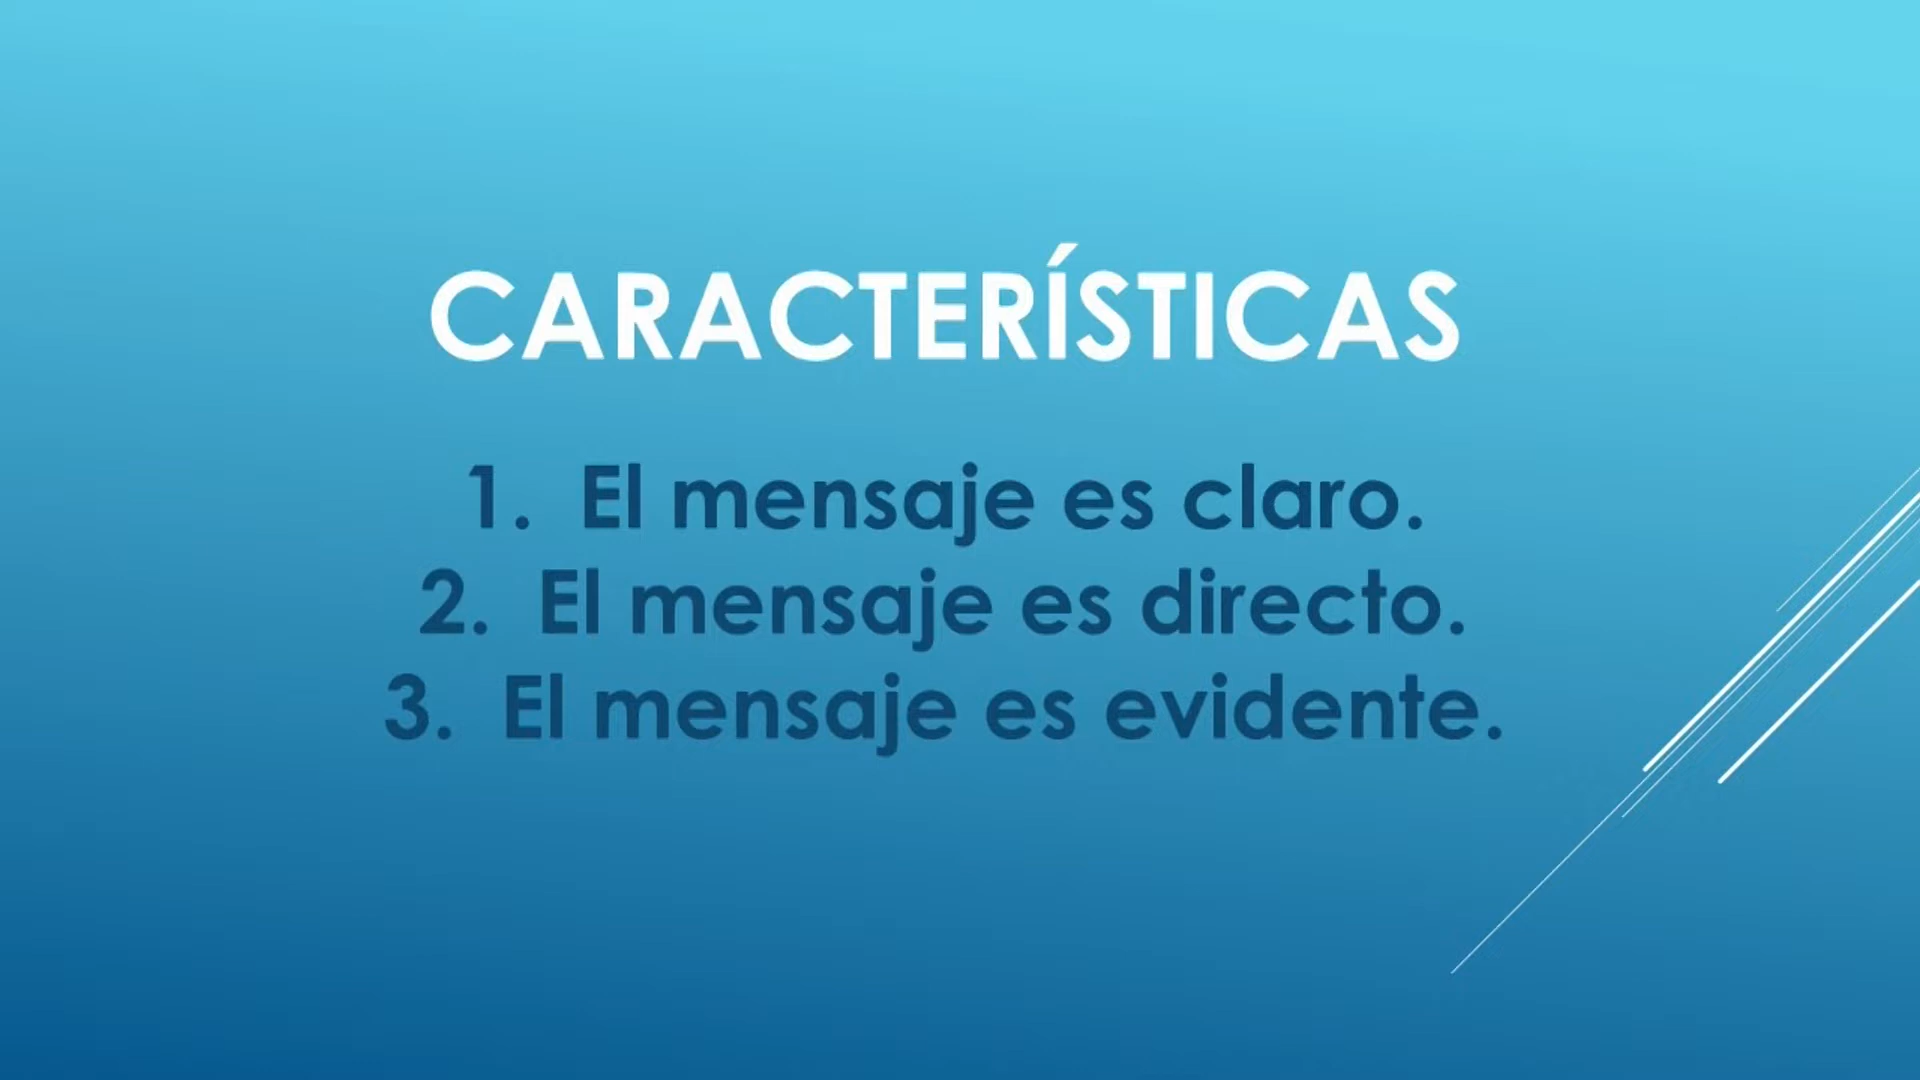 CARACTERÍSTICAS
1. El mensaje es claro.
2. El mensaje es directo.
3. El mensaje es evidente.